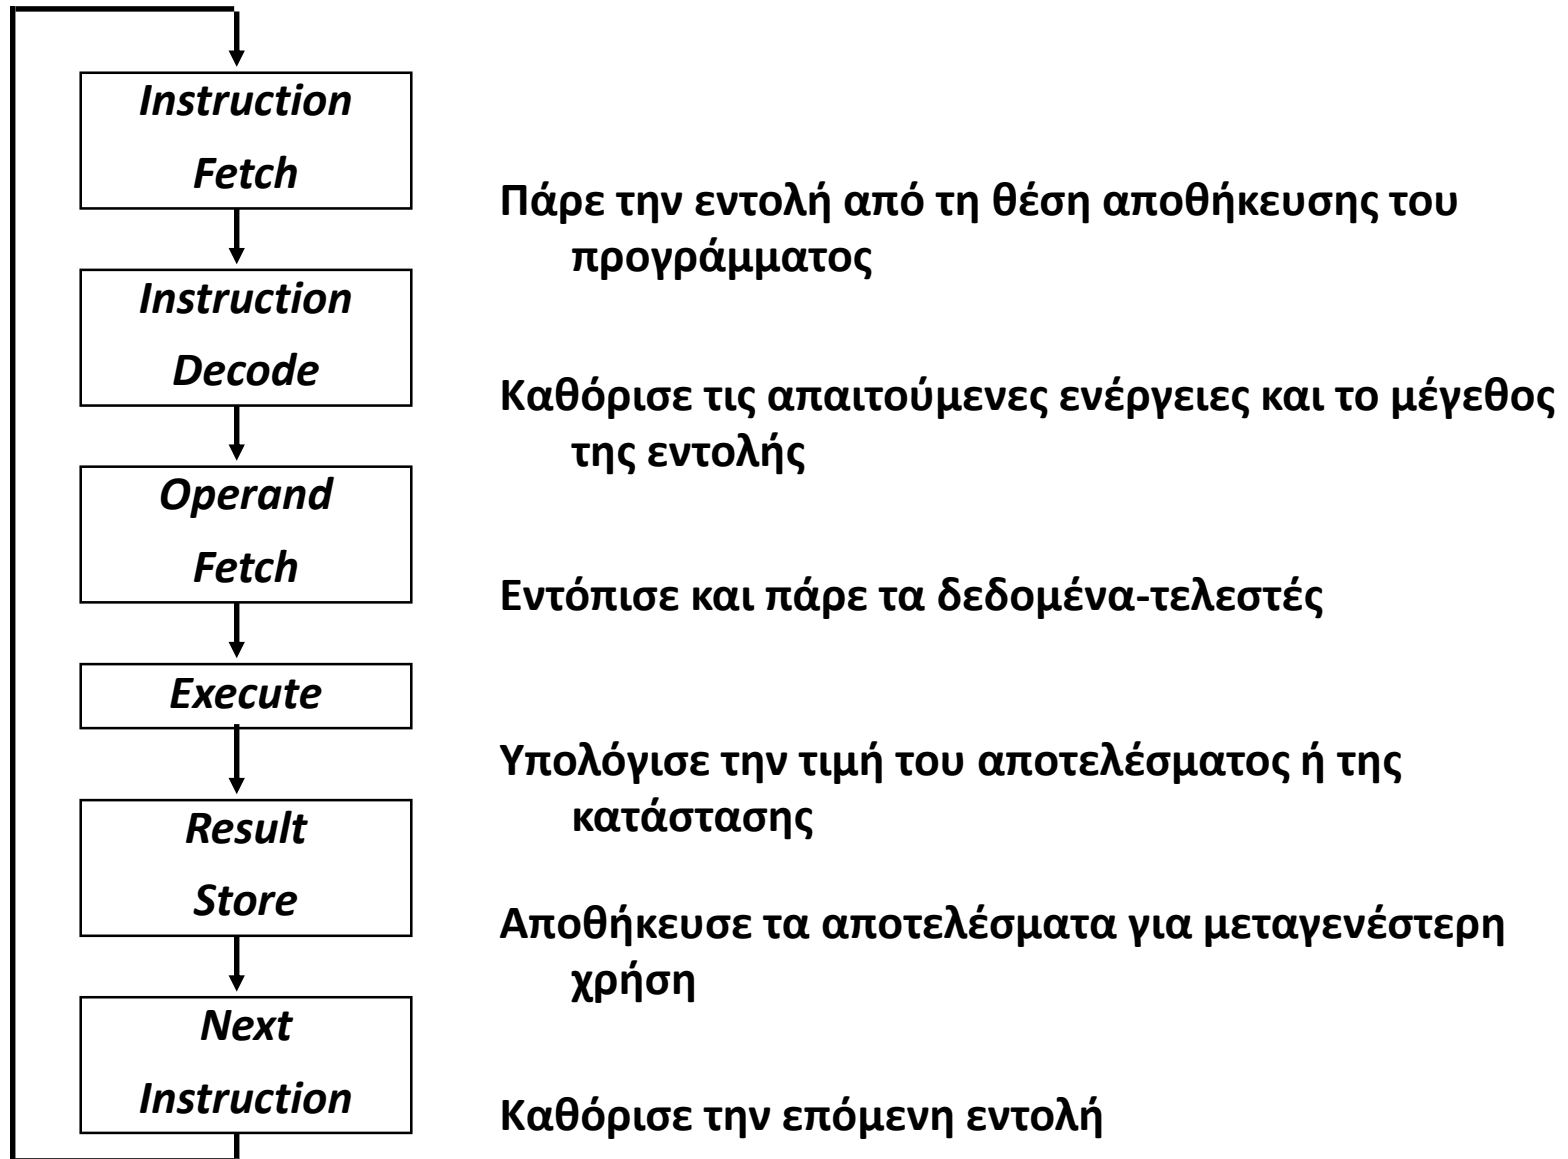 Instruction
Fetch
Πάρε την εντολή από τη θέση αποθήκευσης του
προγράμματος
Instruction
Decode
Καθόρισε τις απαιτούμενες ενέργειες και το μέγεθος
της εντολής
Operand
Fetch
Εντόπισε και πάρε τα δεδομένα-τελεστές
Execute
Υπολόγισε την τιμή του αποτελέσματος ή της
κατάστασης
Result
Store
Αποθήκευσε τα αποτελέσματα για μεταγενέστερη
χρήση
Next
Instruction
Καθόρισε την επόμενη εντολή